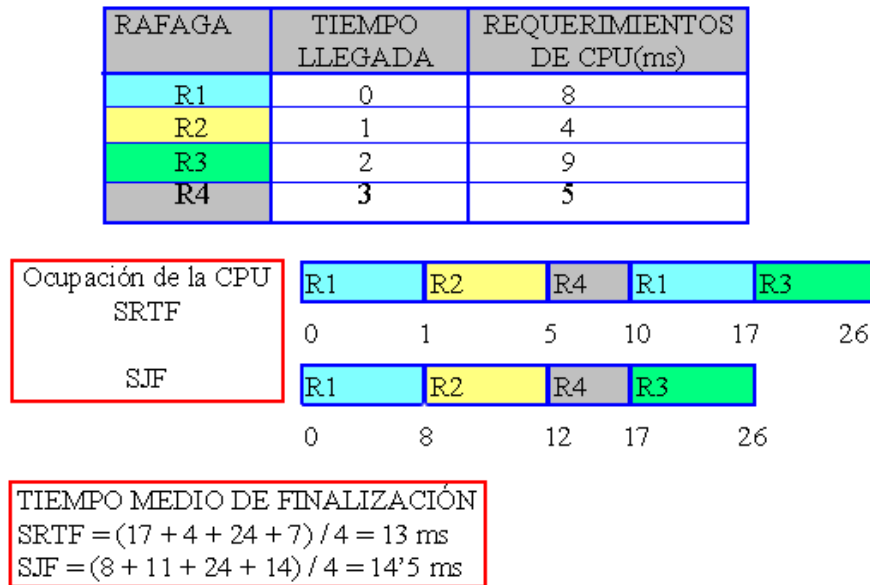 RAFAGA TIEMPO LLEGADA REQUERIMIENTOS DE CPU(ms)
R1 0 8
R2 1 4
R3 2 9
R4 3 5
Ocupación de la CPU
SRTF
R1 R2 R4 R1 R3
0 1 5 10 17 26
SJF
R1 R2 R4 R3
0 8 12 17 26
TIEMPO MEDIO DE FINALIZACIÓN
SRTF = (17 + 4 + 24 + 7) / 4 = 13 ms
SJF = (8 + 11 + 24 + 14) / 4 = 14'5 ms